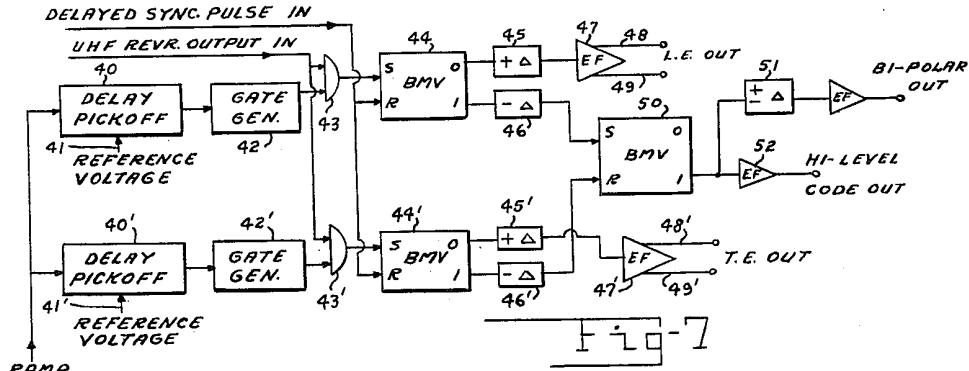 DELAYED SYNC. PULSE IN
UHF REVR. OUTPUT IN
40
DELAY
PICKOFF
41
REFERENCE
VOLTAGE
GATE
GEN.
42
43
44
S
R
BMV
0
1
45
+ Δ
- Δ
46
47
EF
48
49
L.E. OUT
50
S
R
BMV
0
1
51
+
-
Δ
EF
BI-POLAR
OUT
52
EF
HI-LEVEL
CODE OUT
40'
DELAY
PICKOFF
41'
REFERENCE
VOLTAGE
42'
GATE
GEN.
43'
44'
S
R
BMV
0
1
45'
+ Δ
- Δ
46'
EF
47'
48'
49'
T.E. OUT
Fig-7